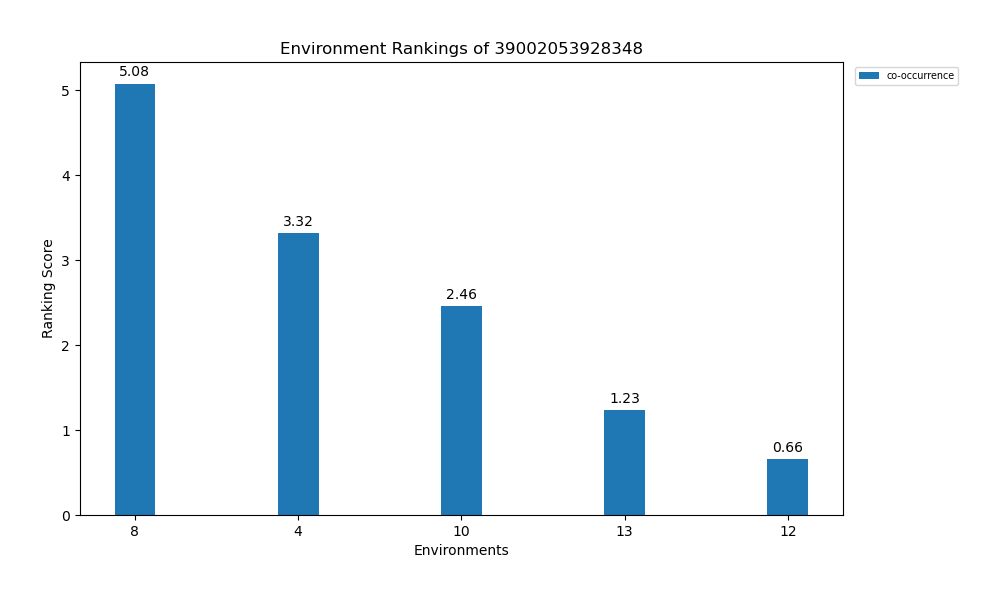 Environment Rankings of 39002053928348
co-occurrence
5.08
3.32
2.46
1.23
0.66
5
4
3
2
1
0
Ranking Score
8 4 10 13 12
Environments